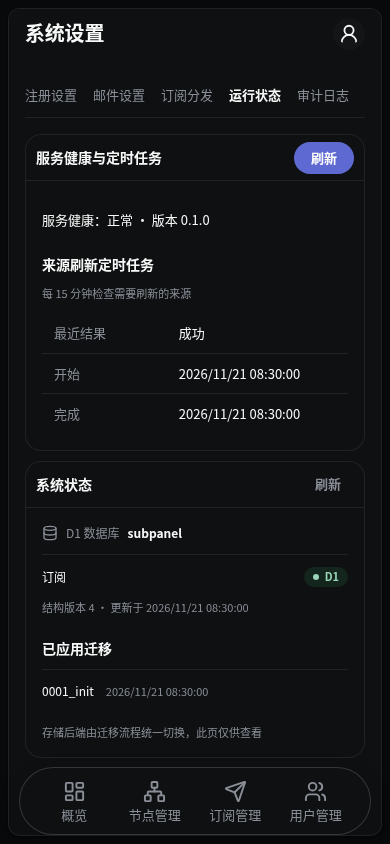 系统设置
注册设置 邮件设置 订阅分发 运行状态 审计日志
服务健康与定时任务 刷新
服务健康：正常 · 版本 0.1.0
来源刷新定时任务
每 15 分钟检查需要刷新的来源
最近结果 成功
开始 2026/11/21 08:30:00
完成 2026/11/21 08:30:00
系统状态 刷新
D1 数据库 subpanel
订阅 D1
结构版本 4 · 更新于 2026/11/21 08:30:00
已应用迁移
0001_init 2026/11/21 08:30:00
存储后端由迁移流程统一切换，此页仅供查看
概览 节点管理 订阅管理 用户管理